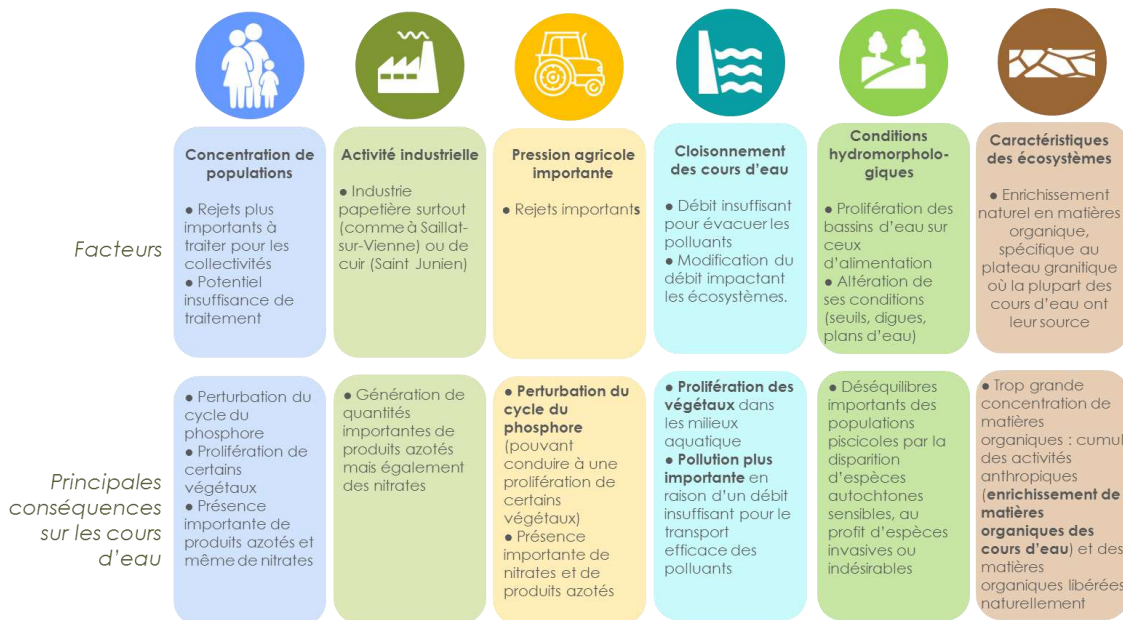 Facteurs
Concentration de
populations
● Rejets plus
importants à
traiter pour les
collectivités
● Potentiel
insuffisance de
traitement
Activité industrielle
● Industrie
papetière surtout
(comme à Saillat-
sur-Vienne) ou de
cuir (Saint Junien)
Pression agricole
importante
● Rejets importants
Cloisonnement
des cours d’eau
● Débit insuffisant
pour évacuer les
polluants
● Modification du
débit impactant
les écosystèmes.
Conditions
hydromorpholo-
giques
● Prolifération des
bassins d’eau sur
ceux
d’alimentation
● Altération de
ses conditions
(seuils, digues,
plans d’eau)
Caractéristiques
des écosystèmes
● Enrichissement
naturel en matières
organique,
spécifique au
plateau granitique
où la plupart des
cours d’eau ont
leur source
Principales
conséquences
sur les cours
d’eau
● Perturbation du
cycle du
phosphore
● Prolifération de
certains
végétaux
● Présence
importante de
produits azotés et
même de nitrates
● Génération de
quantités
importantes de
produits azotés
mais également
des nitrates
● Perturbation du
cycle du
phosphore
(pouvant
conduire à une
prolifération de
certains
végétaux)
● Présence
importante de
nitrates et de
produits azotés
● Prolifération des
végétaux dans
les milieux
aquatique
● Pollution plus
importante en
raison d’un débit
insuffisant pour le
transport
efficace des
polluants
● Déséquilibres
importants des
populations
piscicoles par la
disparition
d’espèces
autochtones
sensibles, au
profit d’espèces
invasives ou
indésirables
● Trop grande
concentration de
matières
organiques : cumul
des activités
anthropiques
(enrichissement de
matières
organiques des
cours d’eau) et des
matières
organiques libérées
naturellement